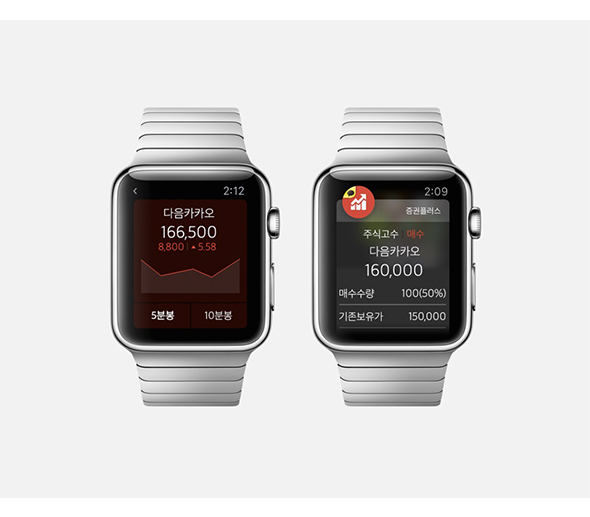 2:12
다음카카오
166,500
8,800 | ▲ 5.58
5분봉 10분봉
2:09
증권플러스
주식고수 | 매수
다음카카오
160,000
매수수량 100(50%)
기존보유가 150,000